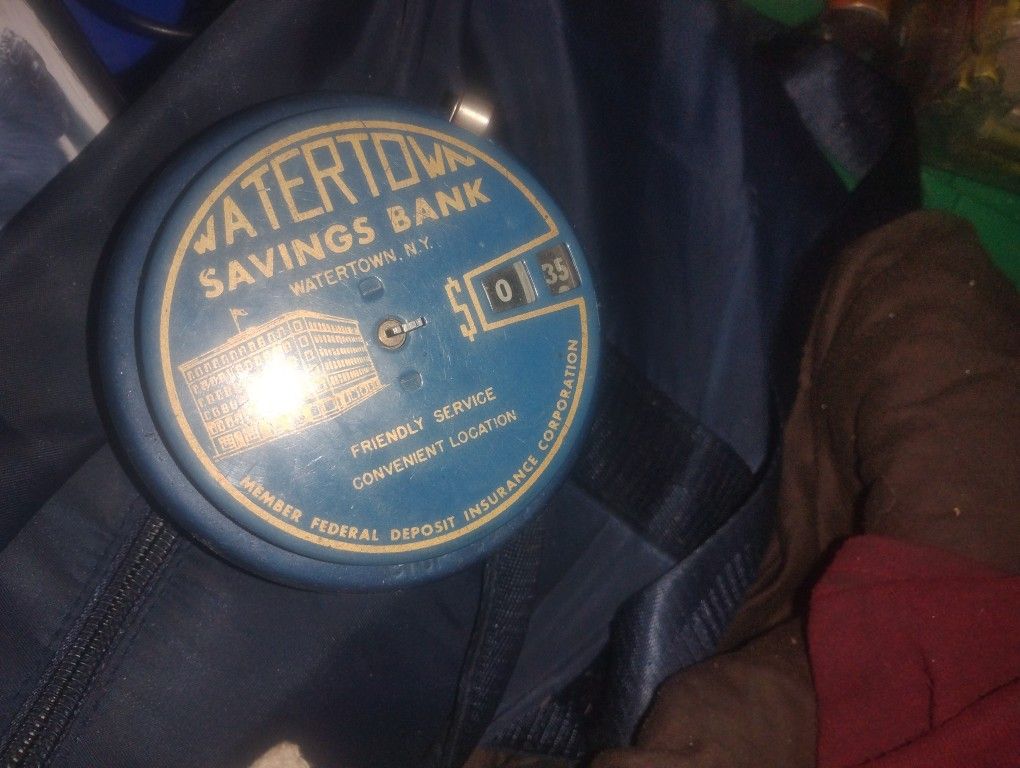 WATERTOWN
SAVINGS BANK
WATERTOWN, N.Y.
$ 0 35
FRIENDLY SERVICE
CONVENIENT LOCATION
MEMBER FEDERAL DEPOSIT INSURANCE CORPORATION